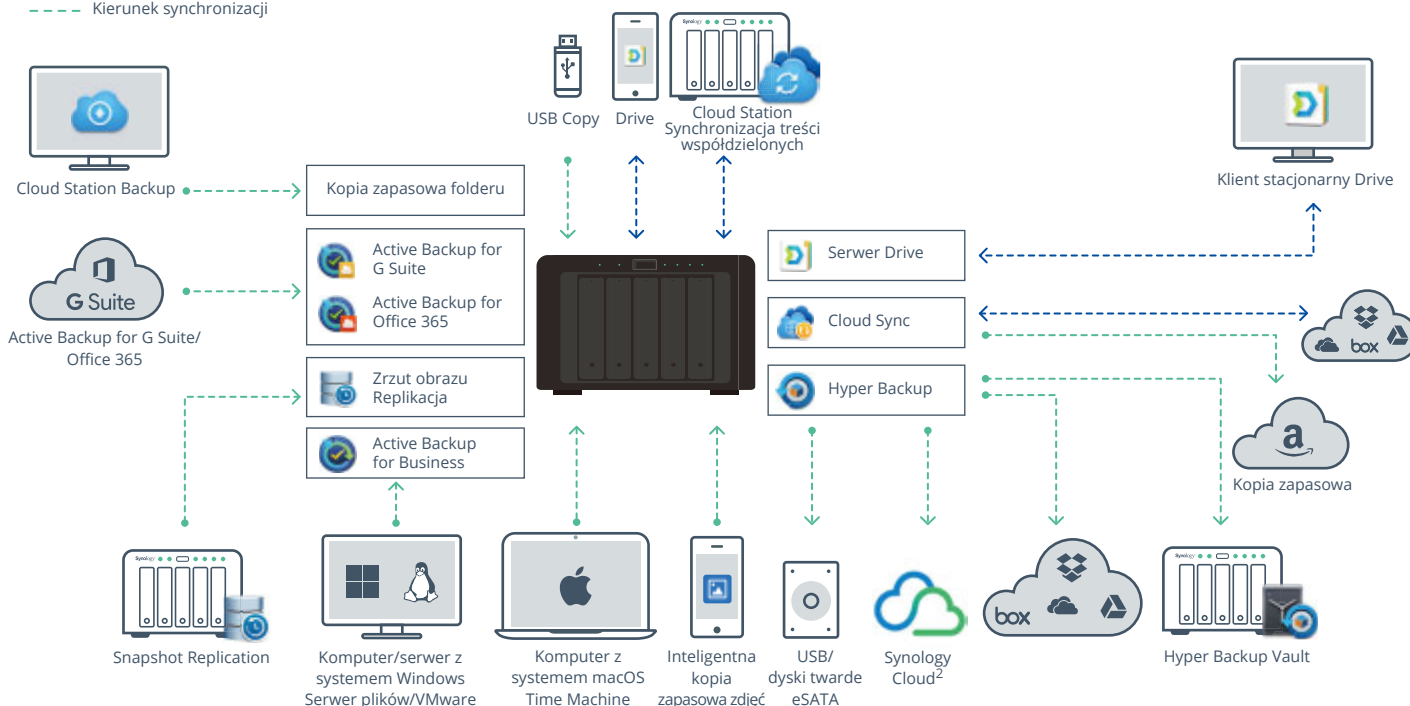 Kierunek synchronizacji
Synology
USB Copy
Drive
Cloud Station
Synchronizacja treści
współdzielonych
Cloud Station Backup
Kopia zapasowa folderu
Klient stacjonarny Drive
Active Backup for
G Suite
Active Backup for
Office 365
Serwer Drive
G Suite
Cloud Sync
box
Active Backup for G Suite/
Office 365
Zrzut obrazu
Replikacja
Hyper Backup
a
Active Backup
for Business
Kopia zapasowa
Synology
Synology
box
Snapshot Replication
Komputer/serwer z
systemem Windows
Serwer plików/VMware
Komputer z
systemem macOS
Time Machine
Inteligentna
kopia
zapasowa zdjęć
USB/
dyski twarde
eSATA
Synology
Cloud2
Hyper Backup Vault